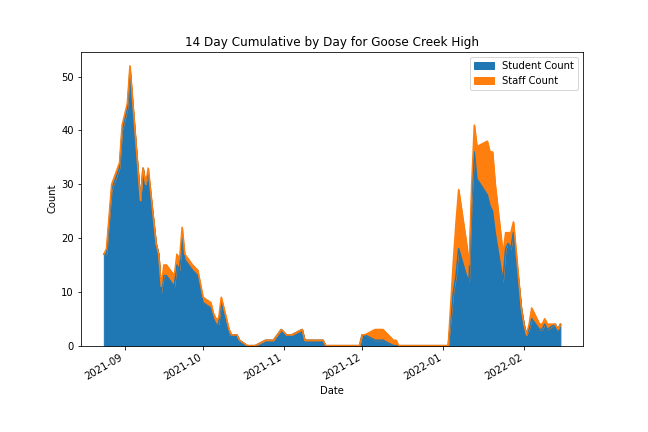 14 Day Cumulative by Day for Goose Creek High
Student Count
Staff Count
50
40
30
20
10
0
Count
2021-09
2021-10
2021-11
2021-12
2022-01
2022-02
Date